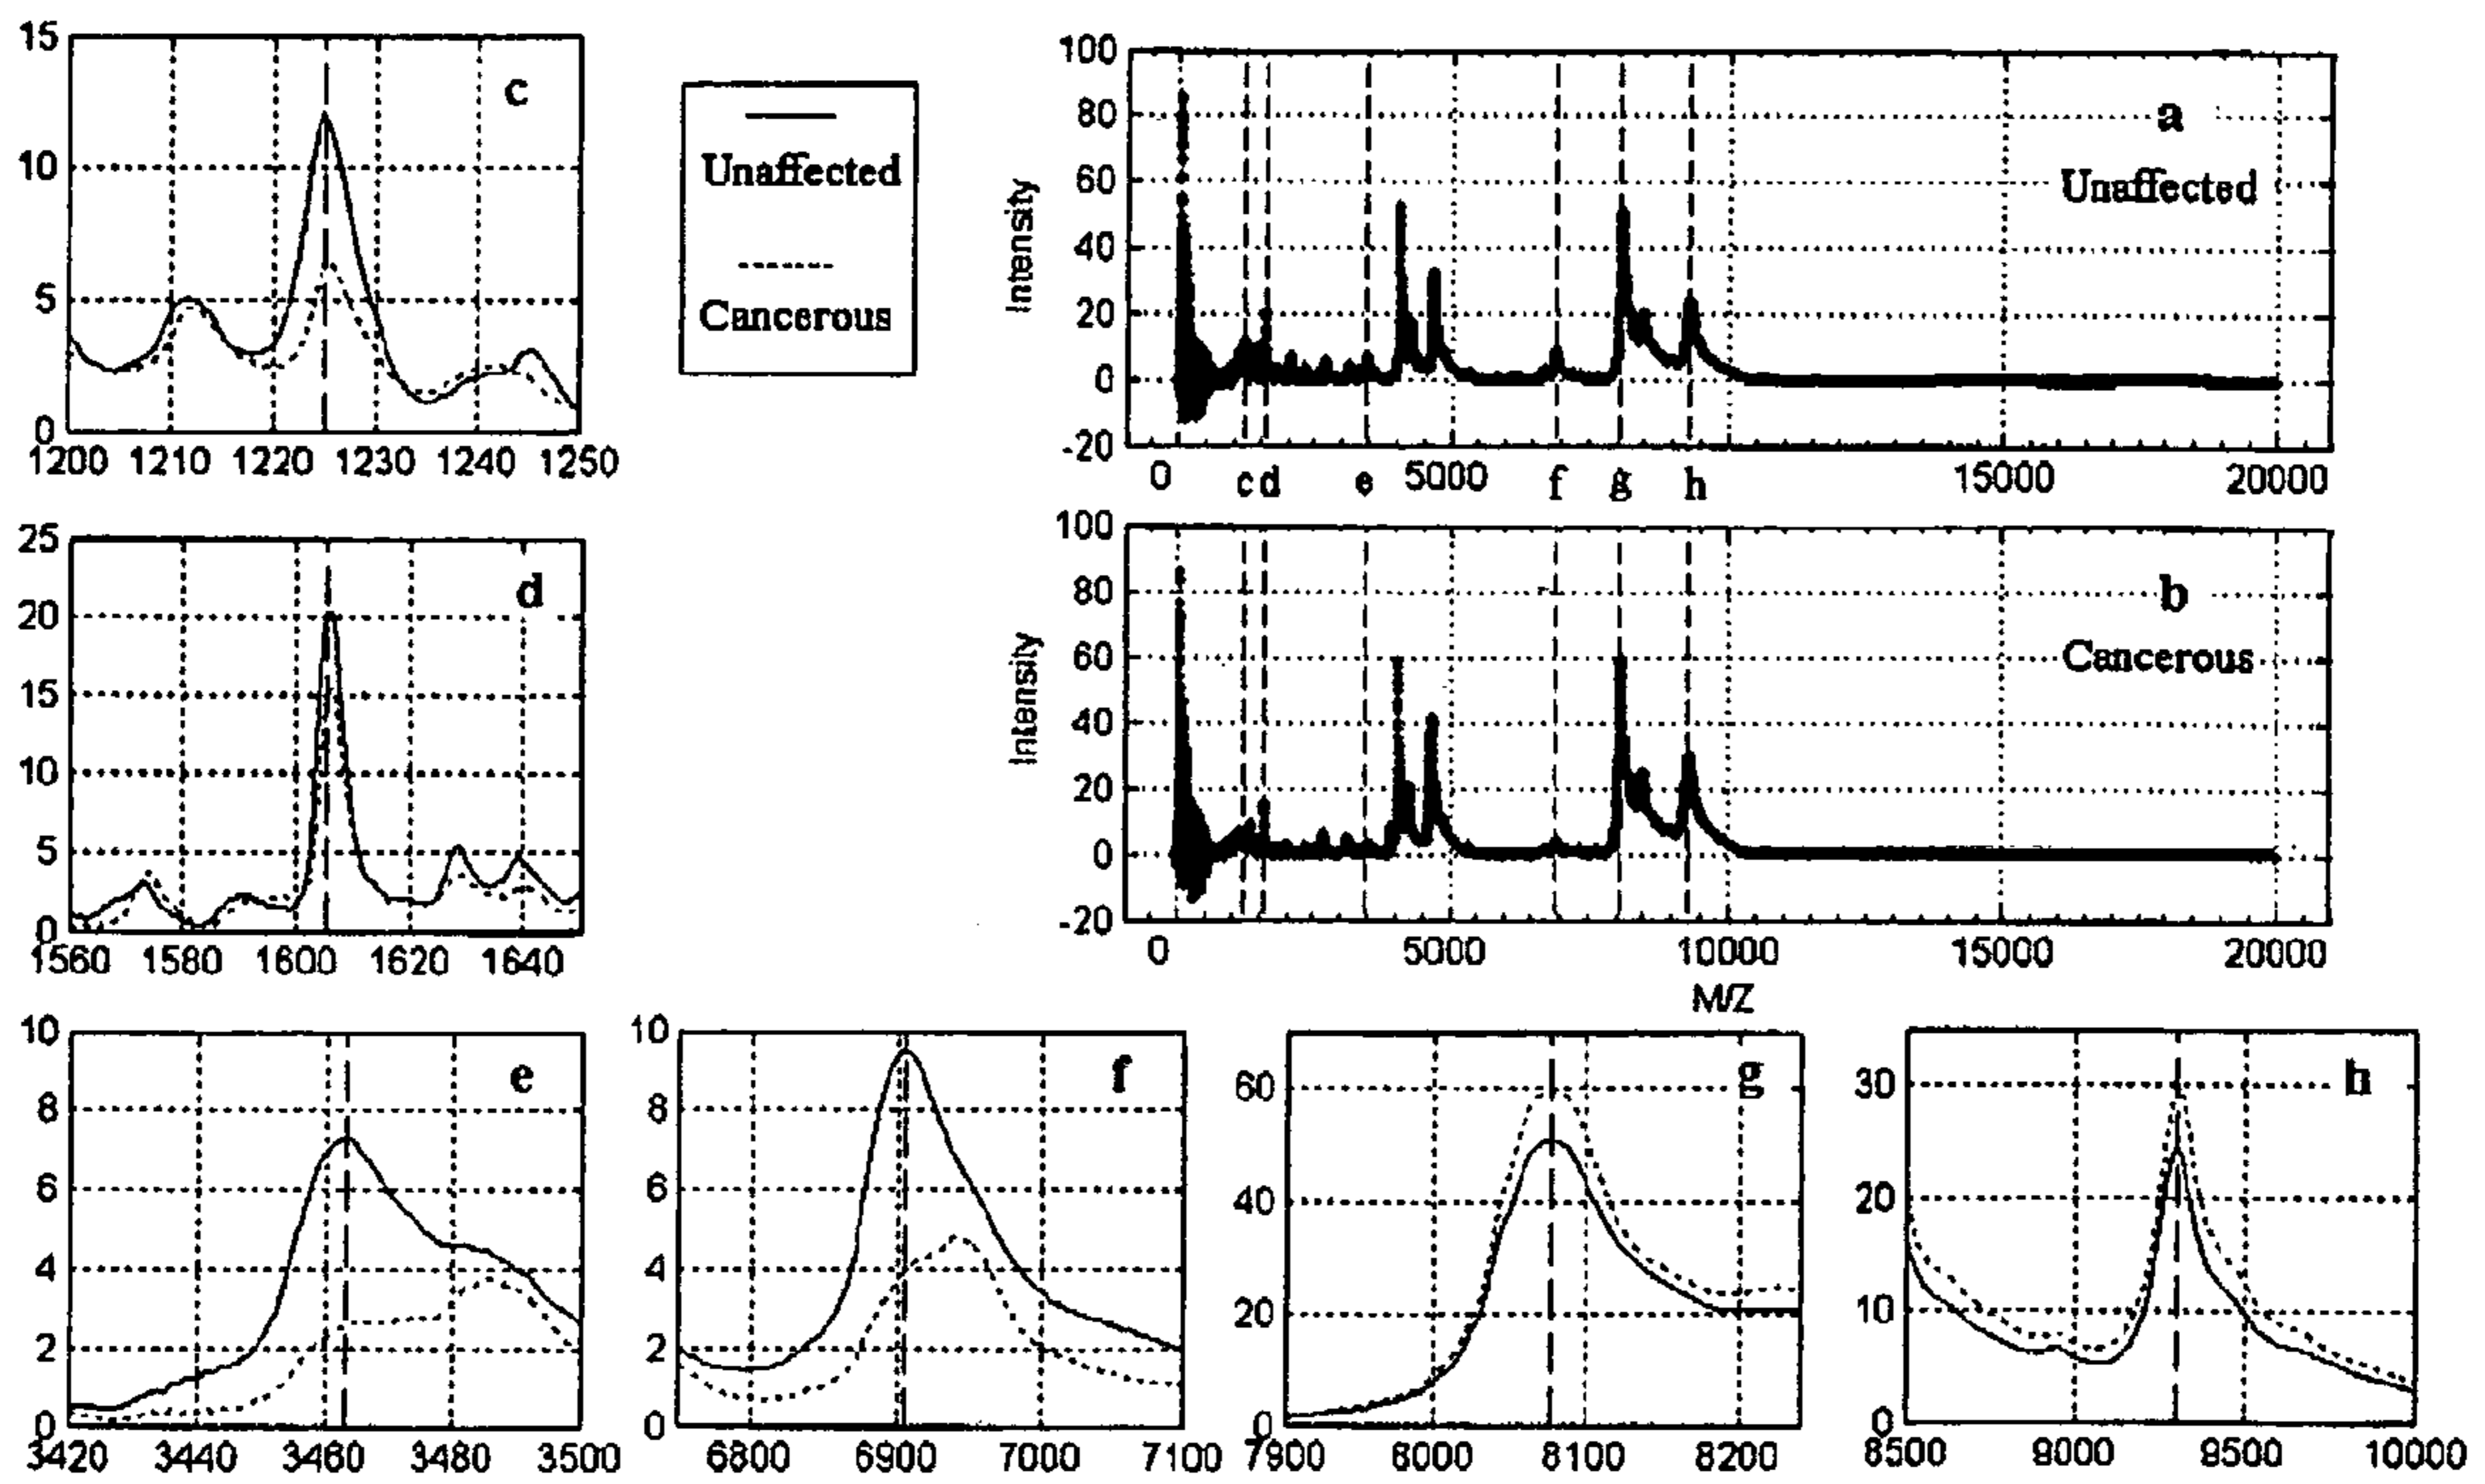 15
10
5
0
c
1200 1210 1220 1230 1240 1250
Unaffected
Cancerous
100
80
60
40
20
0
-20
Intensity
a
Unaffected
0 c d e 5000 f g h 15000 20000
25
20
15
10
5
0
d
1560 1580 1600 1620 1640
100
80
60
40
20
0
-20
Intensity
b
Cancerous
0 5000 10000 15000 20000
M/Z
10
8
6
4
2
0
e
3420 3440 3460 3480 3500
10
8
6
4
2
0
f
6800 6900 7000 7100
60
40
20
0
g
7900 8000 8100 8200
30
20
10
0
h
8500 9000 9500 10000